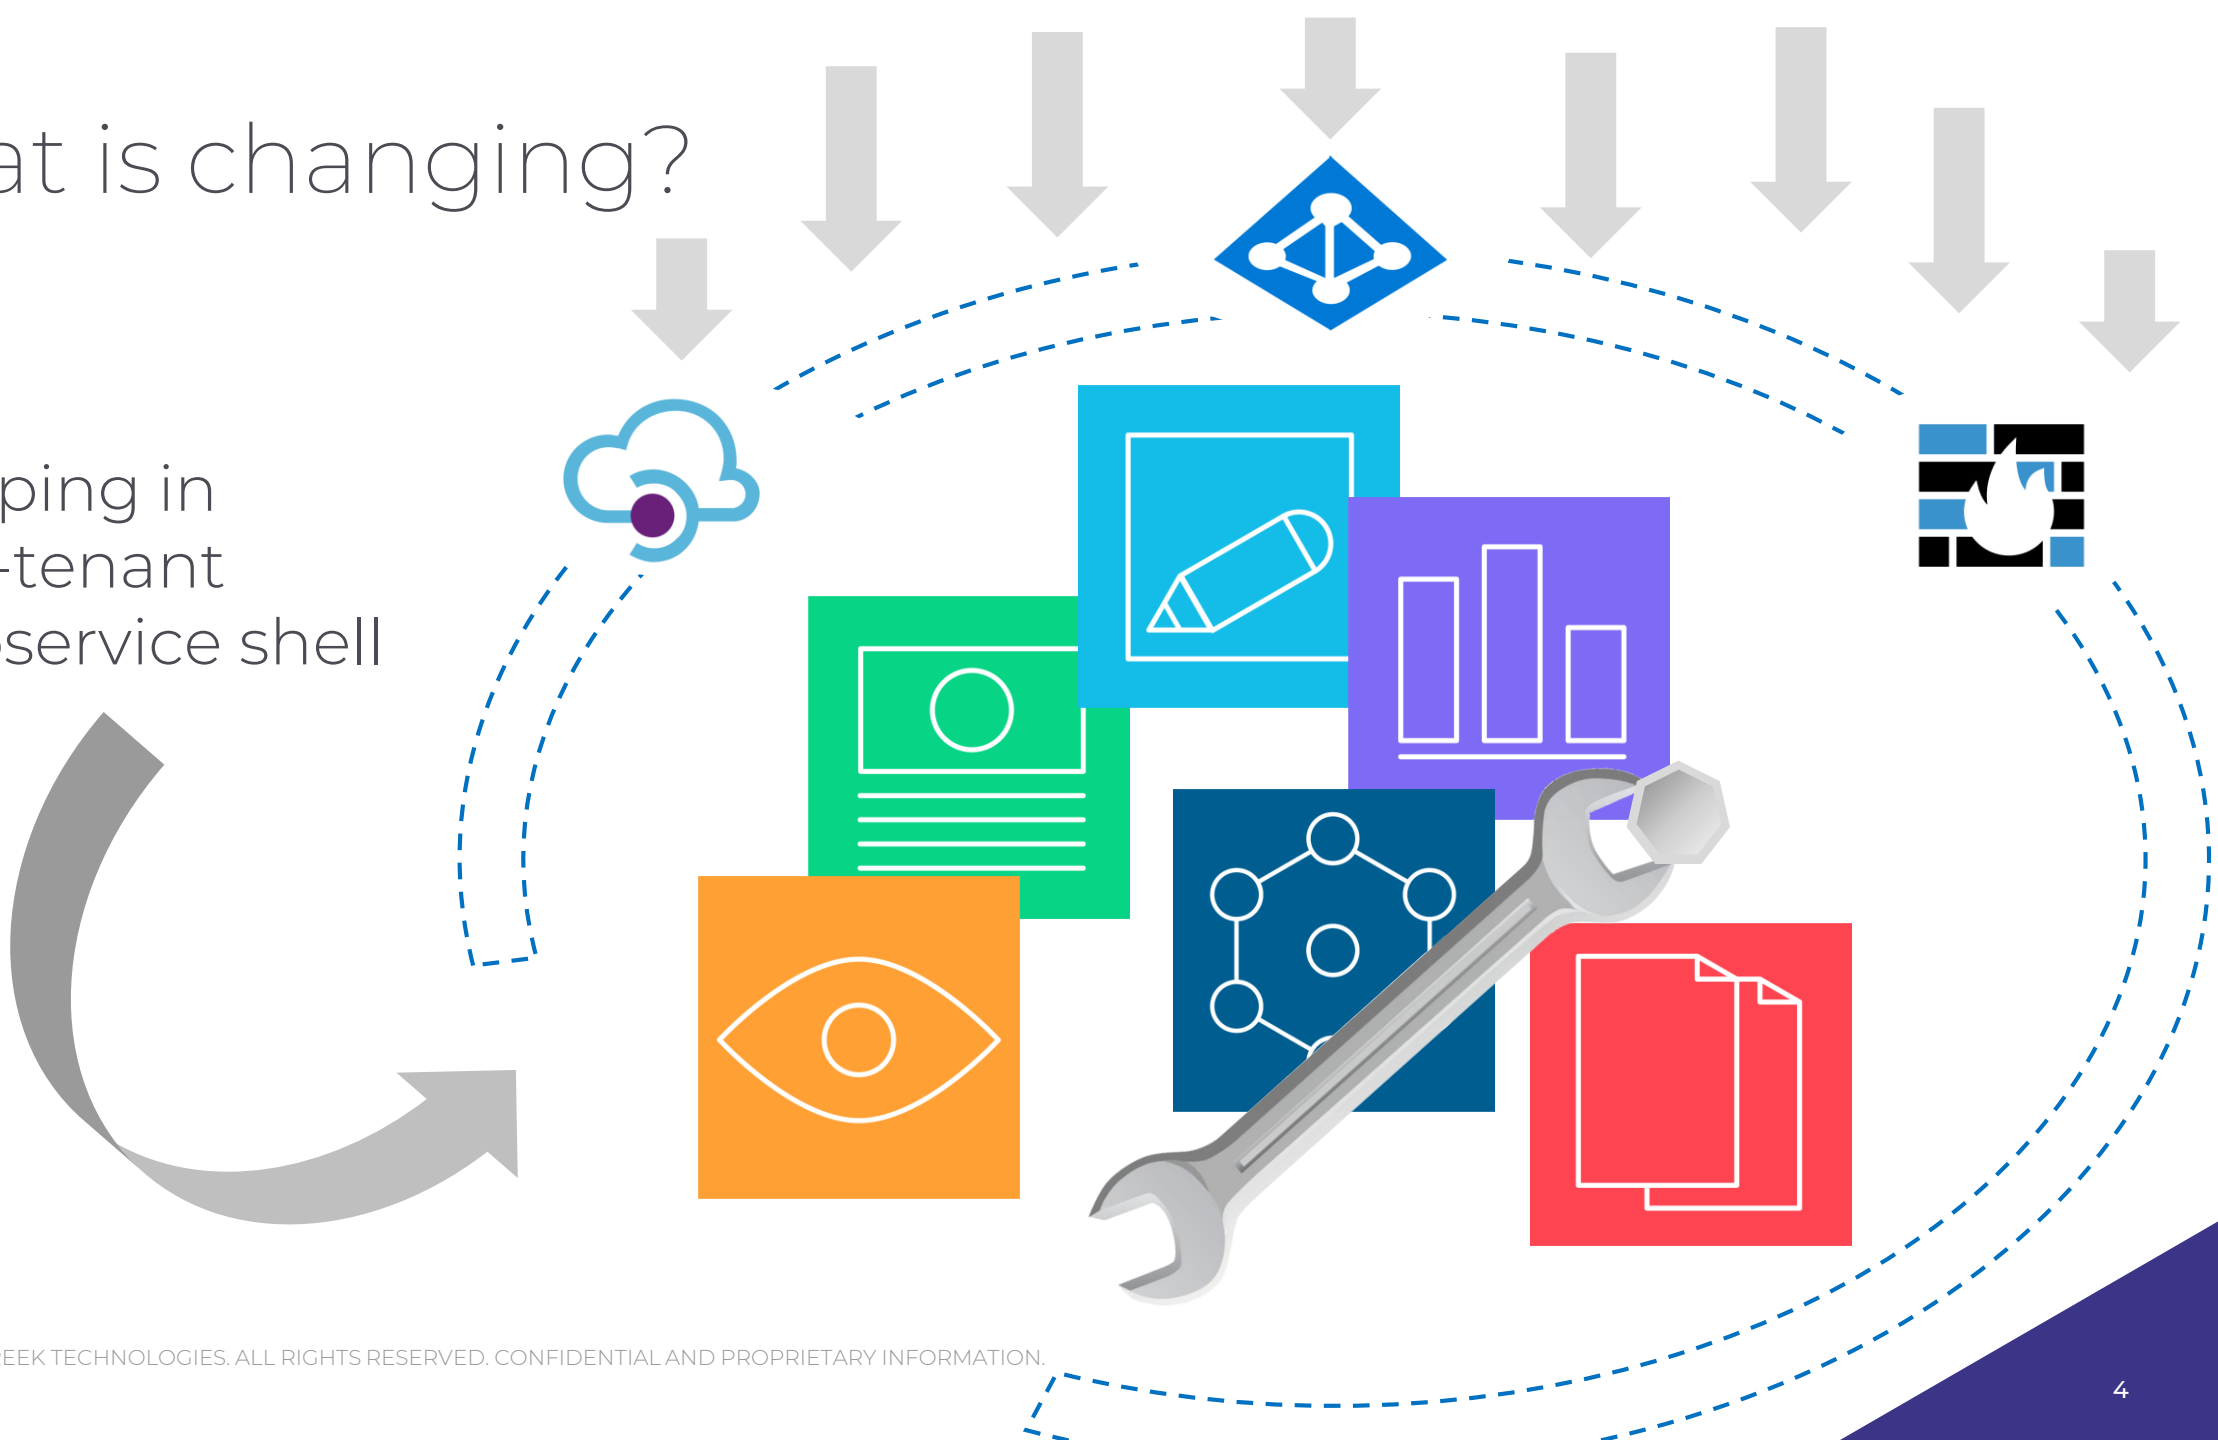 at is changing?
ping in
-tenant
service shell
EEK TECHNOLOGIES. ALL RIGHTS RESERVED. CONFIDENTIAL AND PROPRIETARY INFORMATION.
4